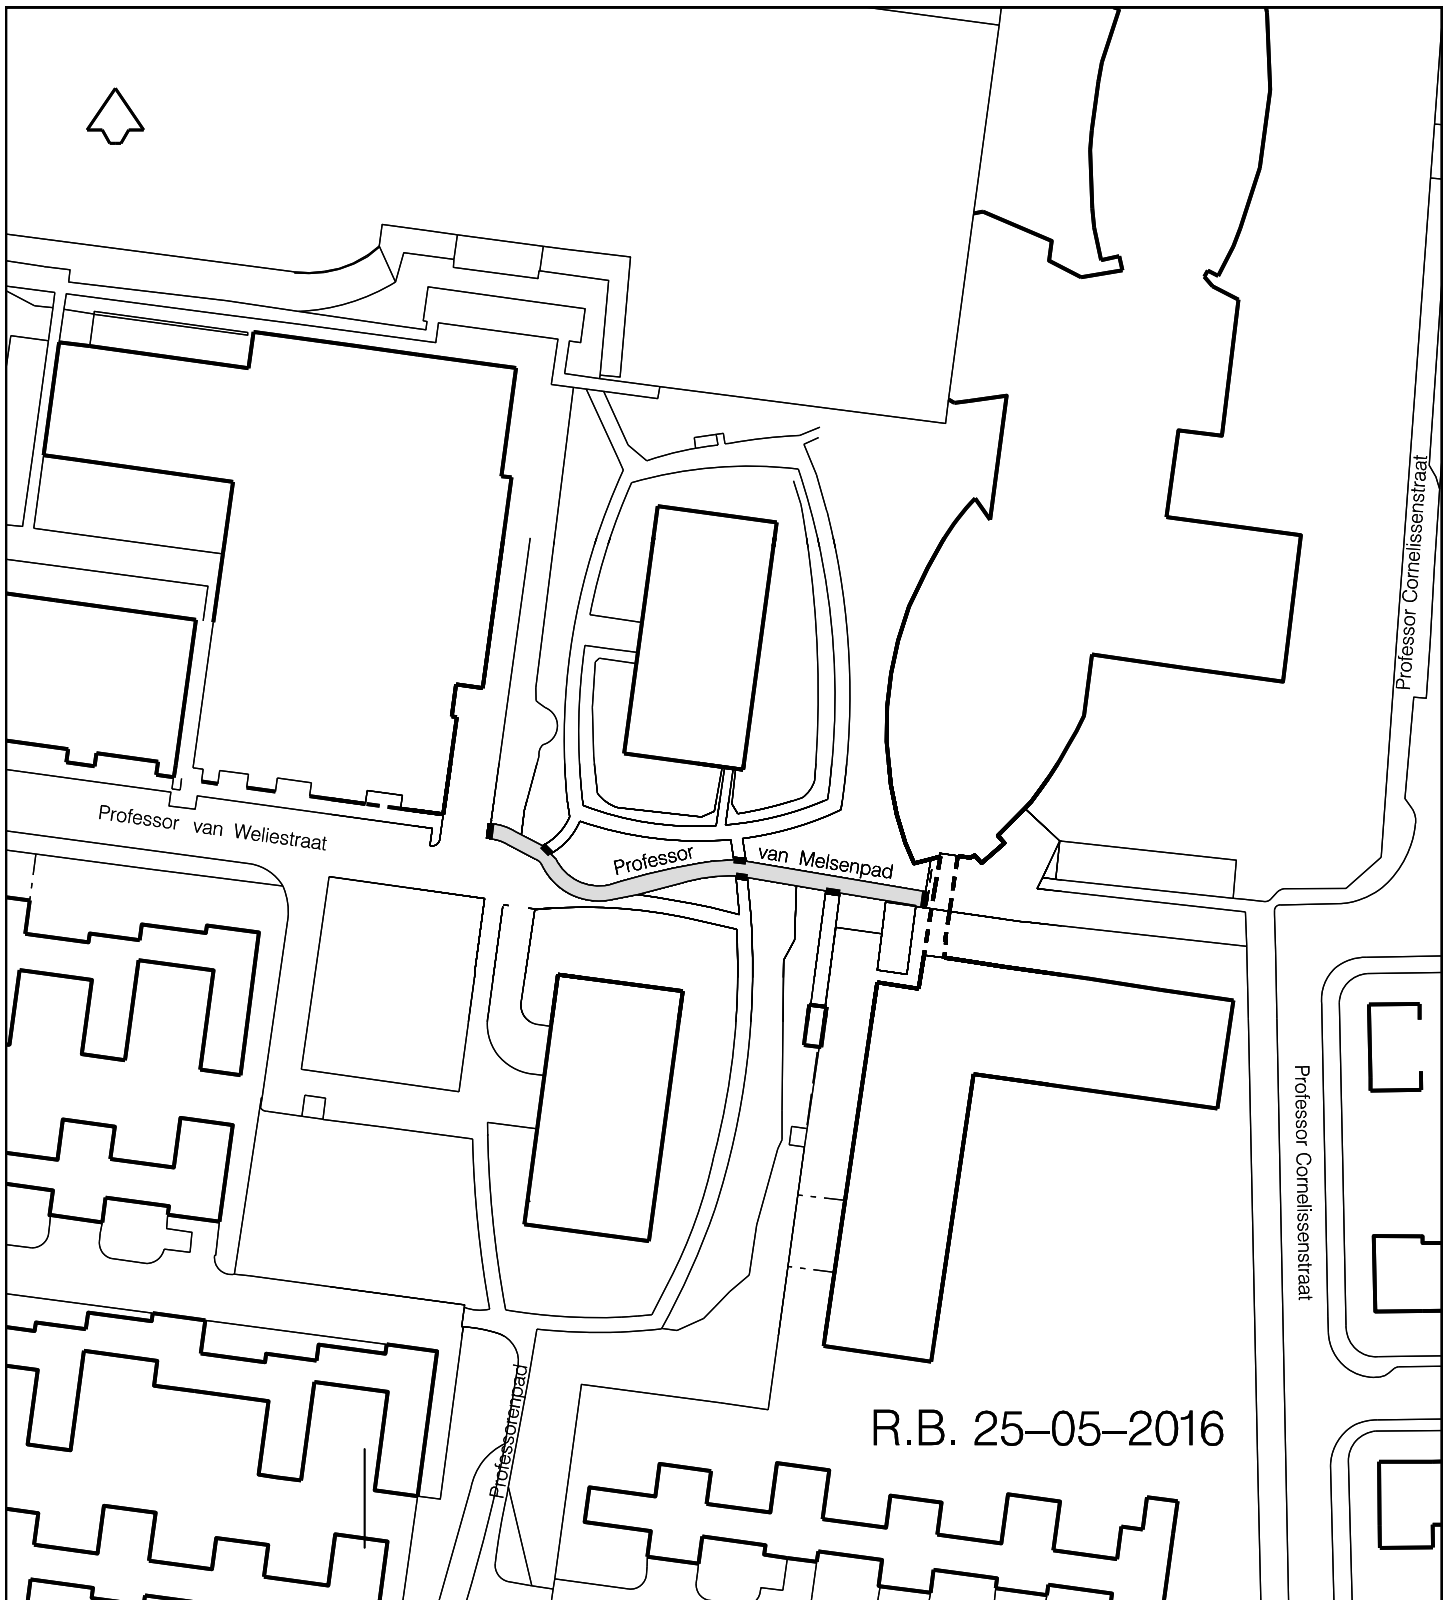 Professor Cornelissenstraat
Professor van Weliestraat
Professor van Melsenpad
Professor Cornelissenstraat
Professorenpad
R.B. 25–05–2016